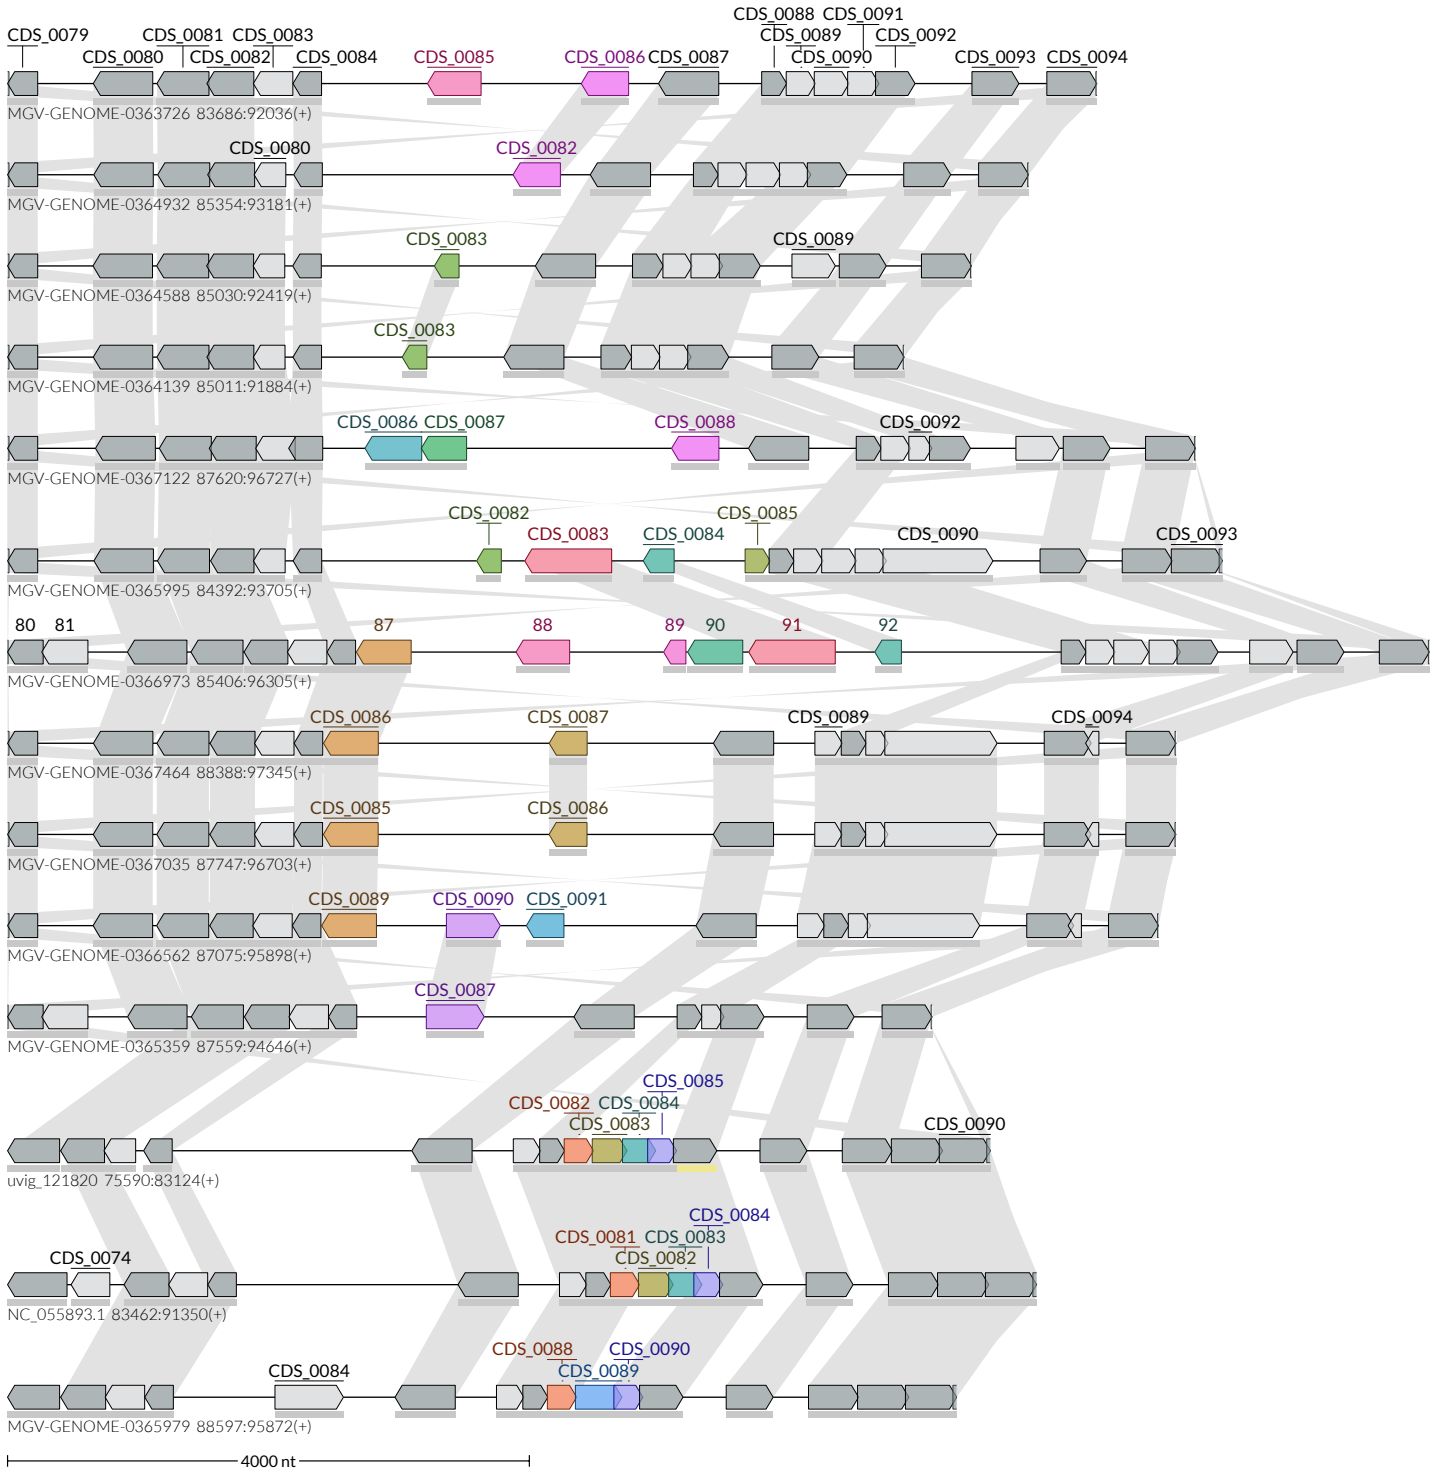 CDS_0088 CDS_0091
CDS_0079 CDS_0081 CDS_0083 CDS_0089 CDS_0092
CDS_0080 CDS_0082 CDS_0084 CDS_0085 CDS_0086 CDS_0087 CDS_0090 CDS_0093 CDS_0094
MGV-GENOME-0363726 83686:92036(+)
CDS_0080 CDS_0082
MGV-GENOME-0364932 85354:93181(+)
CDS_0083 CDS_0089
MGV-GENOME-0364588 85030:92419(+)
CDS_0083
MGV-GENOME-0364139 85011:91884(+)
CDS_0086 CDS_0087 CDS_0088 CDS_0092
MGV-GENOME-0367122 87620:96727(+)
CDS_0082 CDS_0085
CDS_0083 CDS_0084 CDS_0090 CDS_0093
MGV-GENOME-0365995 84392:93705(+)
80 81 87 88 89 90 91 92
MGV-GENOME-0366973 85406:96305(+)
CDS_0086 CDS_0087 CDS_0089 CDS_0094
MGV-GENOME-0367464 88388:97345(+)
CDS_0085 CDS_0086
MGV-GENOME-0367035 87747:96703(+)
CDS_0089 CDS_0090 CDS_0091
MGV-GENOME-0366562 87075:95898(+)
CDS_0087
MGV-GENOME-0365359 87559:94646(+)
CDS_0085
CDS_0082 CDS_0084
CDS_0083 CDS_0090
uvig_121820 75590:83124(+)
CDS_0084
CDS_0081 CDS_0083
CDS_0074 CDS_0082
NC_055893.1 83462:91350(+)
CDS_0088 CDS_0090
CDS_0084 CDS_0089
MGV-GENOME-0365979 88597:95872(+)
4000 nt